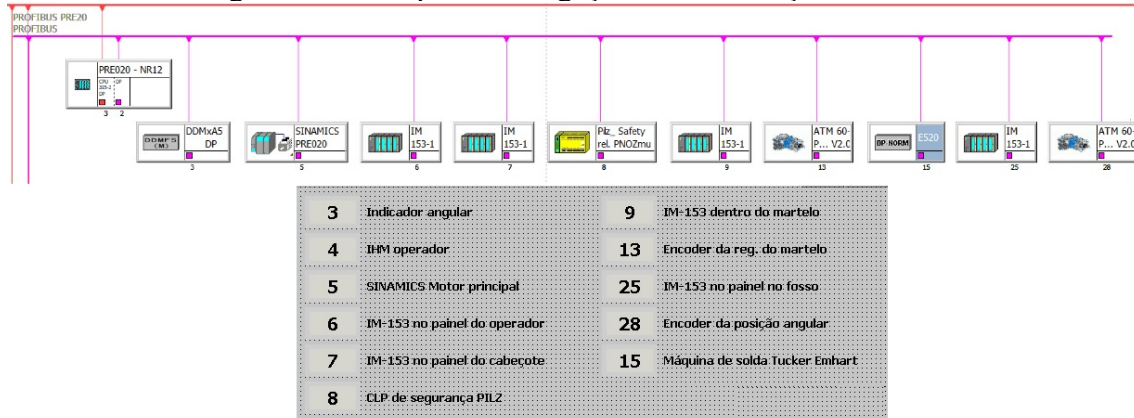 PROFIBUS PRE20
PROFIBUS
PRE020 - NR12
DP
DP
3 2
DDMxA5
DP
3
SINAMICS
PRE020
5
IM
153-1
6
IM
153-1
7
Pilz_ Safety
rel. PNOZmu
8
IM
153-1
9
ATM 60-
P... V2.0
13
DP-NORM
E520
15
IM
153-1
25
ATM 60-
P... V2.0
28
3 Indicador angular
4 IHM operador
5 SINAMICS Motor principal
6 IM-153 no painel do operador
7 IM-153 no painel do cabeçote
8 CLP de segurança PILZ
9 IM-153 dentro do martelo
13 Encoder da reg. do martelo
25 IM-153 no painel no fosso
28 Encoder da posição angular
15 Máquina de solda Tucker Emhart